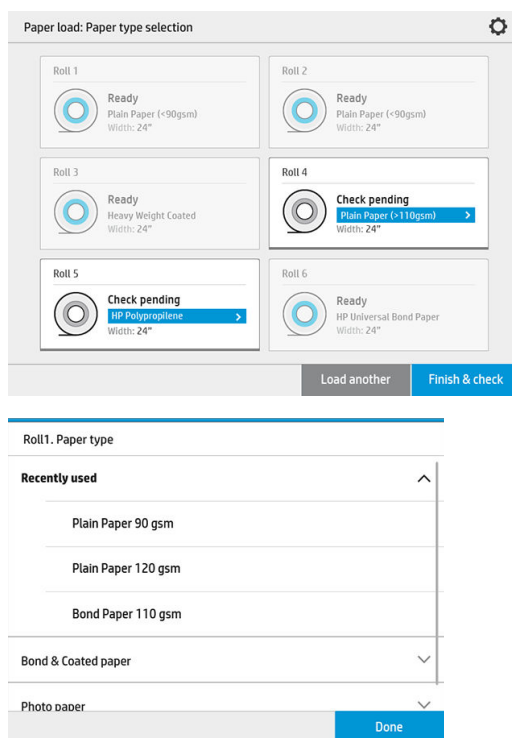 Paper load: Paper type selection
Roll 1
Ready
Plain Paper (<90gsm)
Width: 24"
Roll 2
Ready
Plain Paper (<90gsm)
Width: 24"
Roll 3
Ready
Heavy Weight Coated
Width: 24"
Roll 4
Check pending
Plain Paper (>110gsm)
Width: 24"
Roll 5
Check pending
HP Polypropilene
Width: 24"
Roll 6
Ready
HP Universal Bond Paper
Width: 24"
Load another
Finish & check
Roll1. Paper type
Recently used
Plain Paper 90 gsm
Plain Paper 120 gsm
Bond Paper 110 gsm
Bond & Coated paper
Photo paper
Done